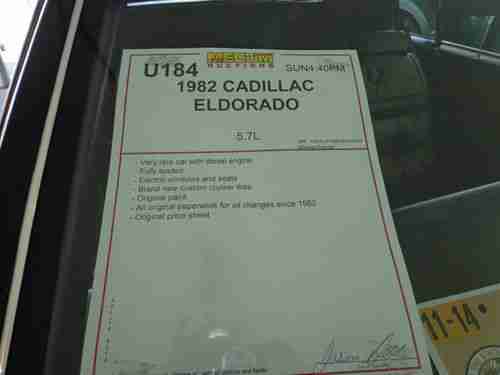 U184
MECUM
AUCTIONS
SUN4:40PM
1982 CADILLAC
ELDORADO
5.7L
- Very rare car with diesel engine
- Fully loaded
- Electric windows and seats
- Brand new custom cruiser tires
- Original paint
- All original paperwork for oil changes since 1982
- Original price sheet
11-14